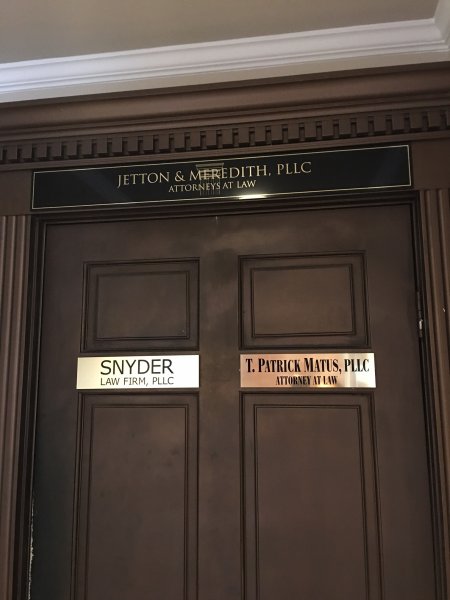 JETTON & MEREDITH, PLLC
ATTORNEYS AT LAW
SNYDER
LAW FIRM, PLLC
T. PATRICK MATUS, PLLC
ATTORNEY AT LAW